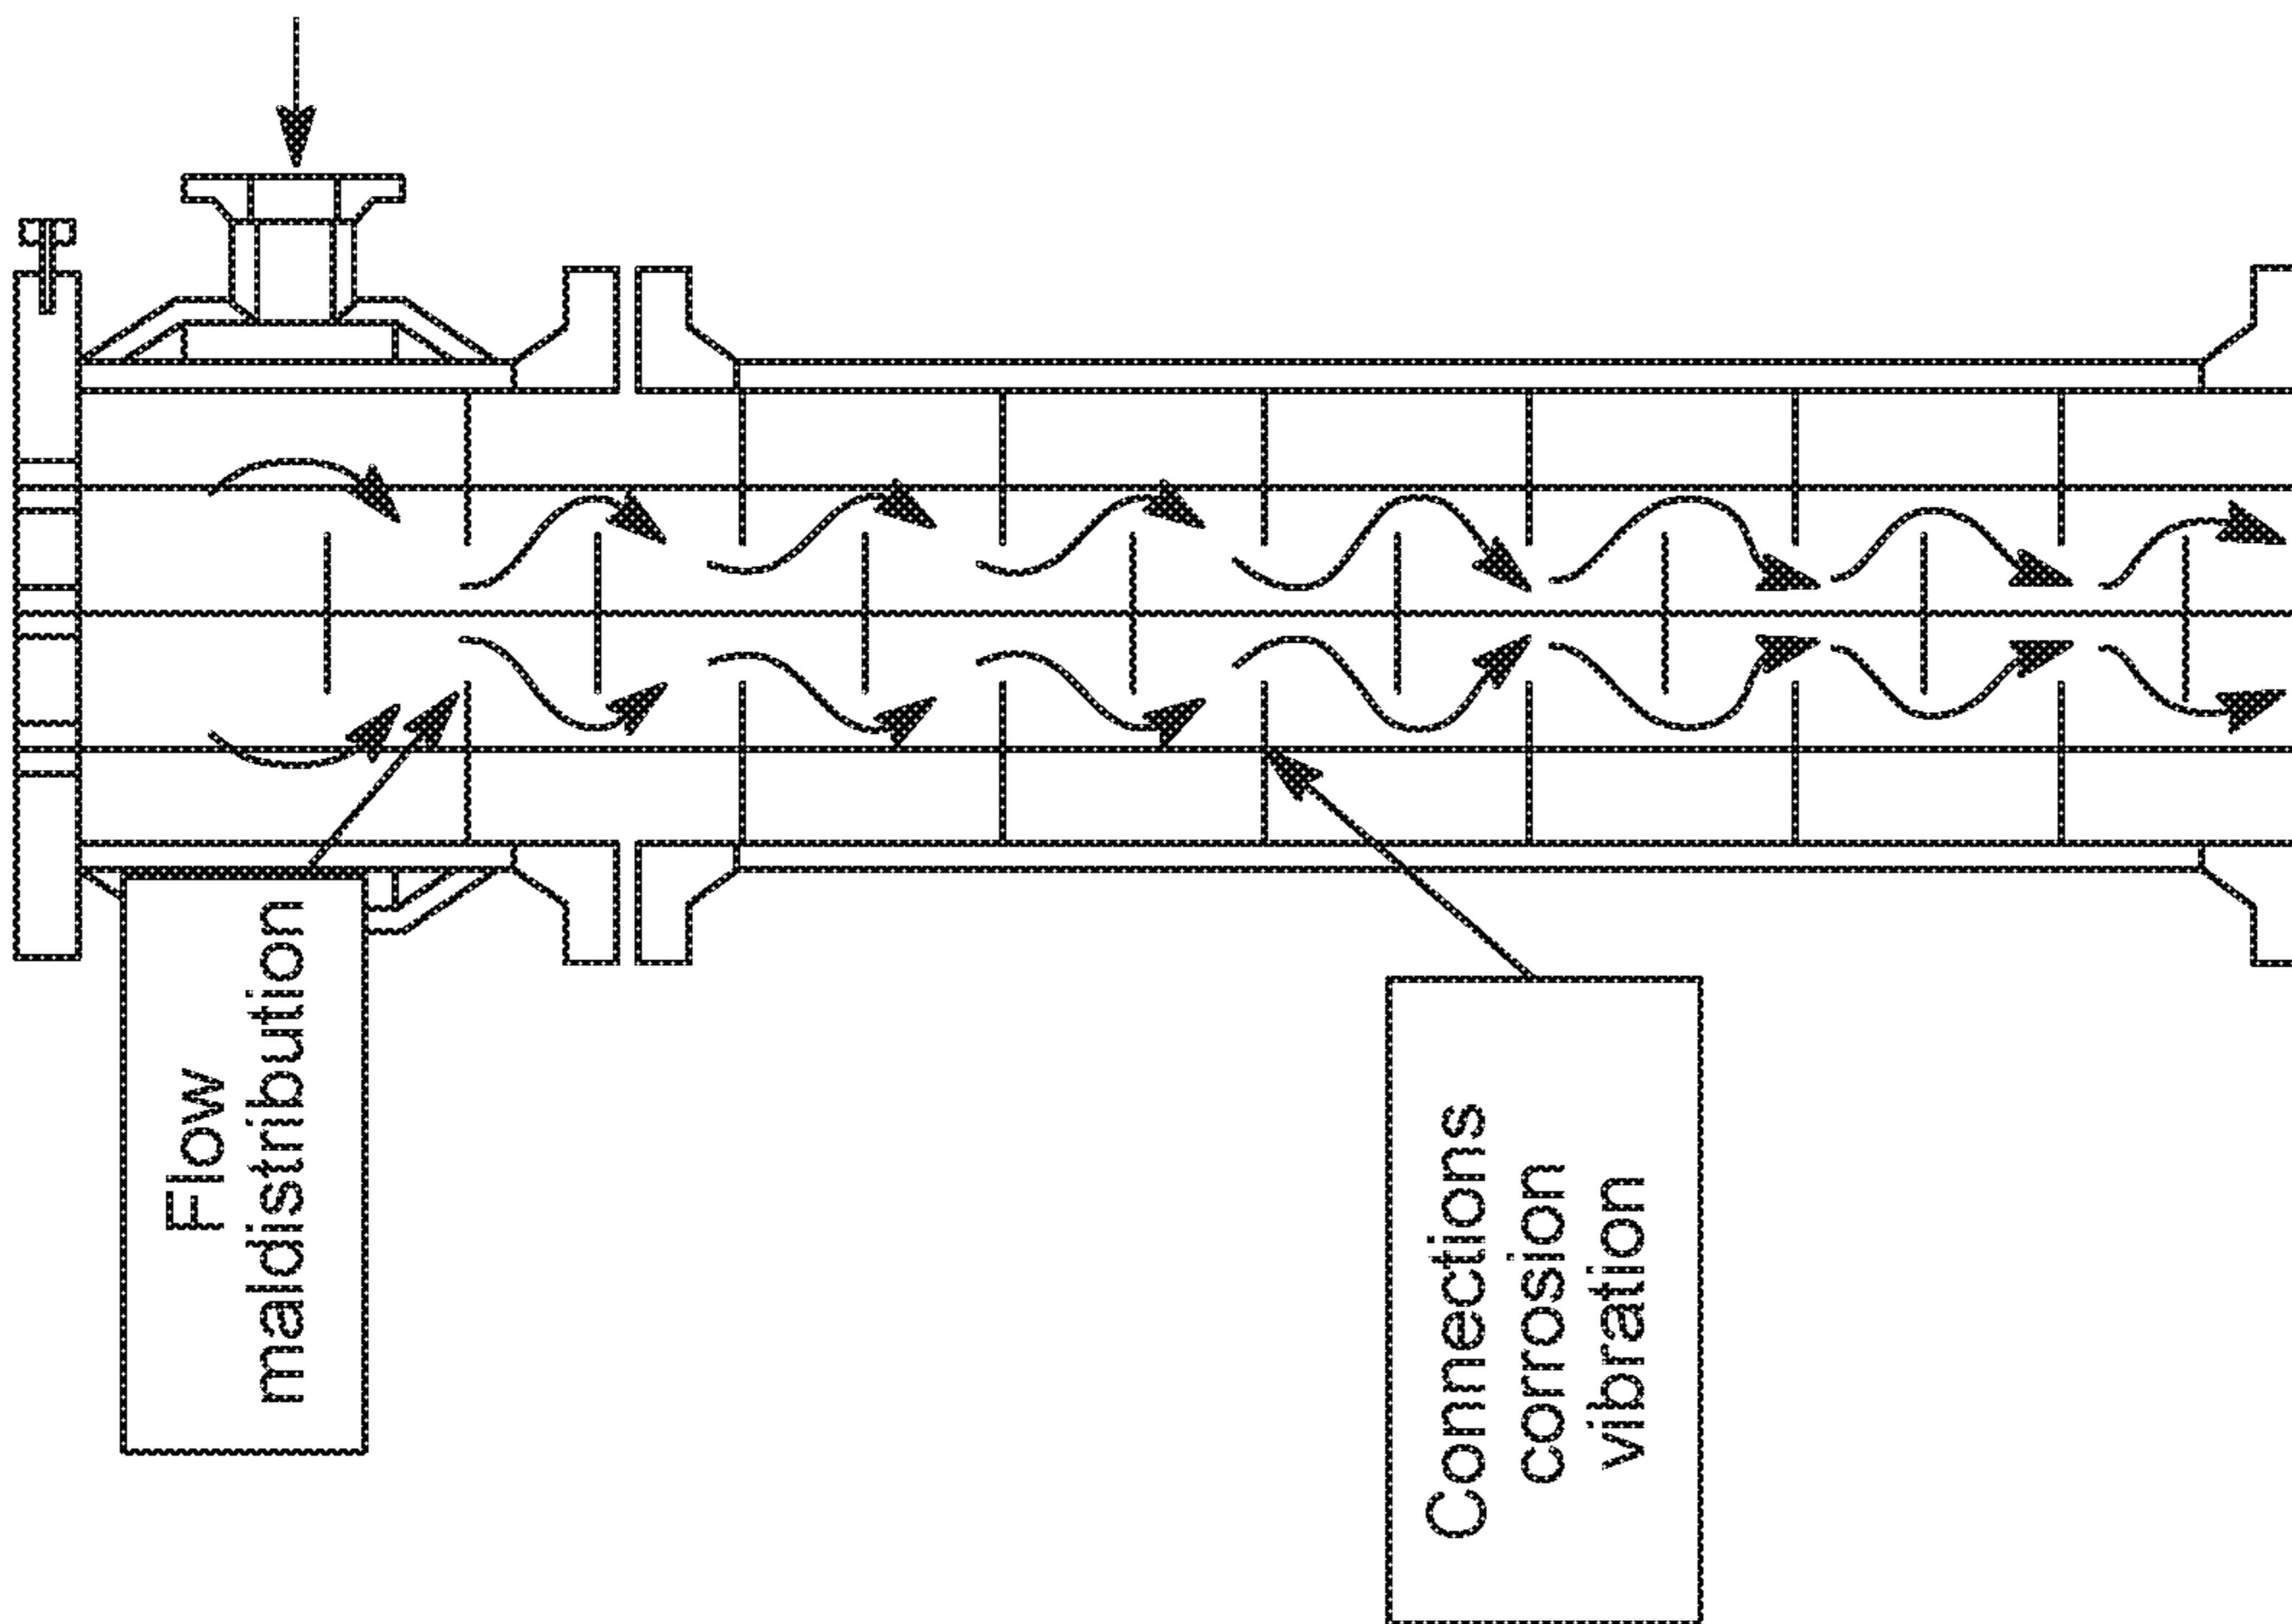 Flow
maldistribution
Connections
corrosion
vibration